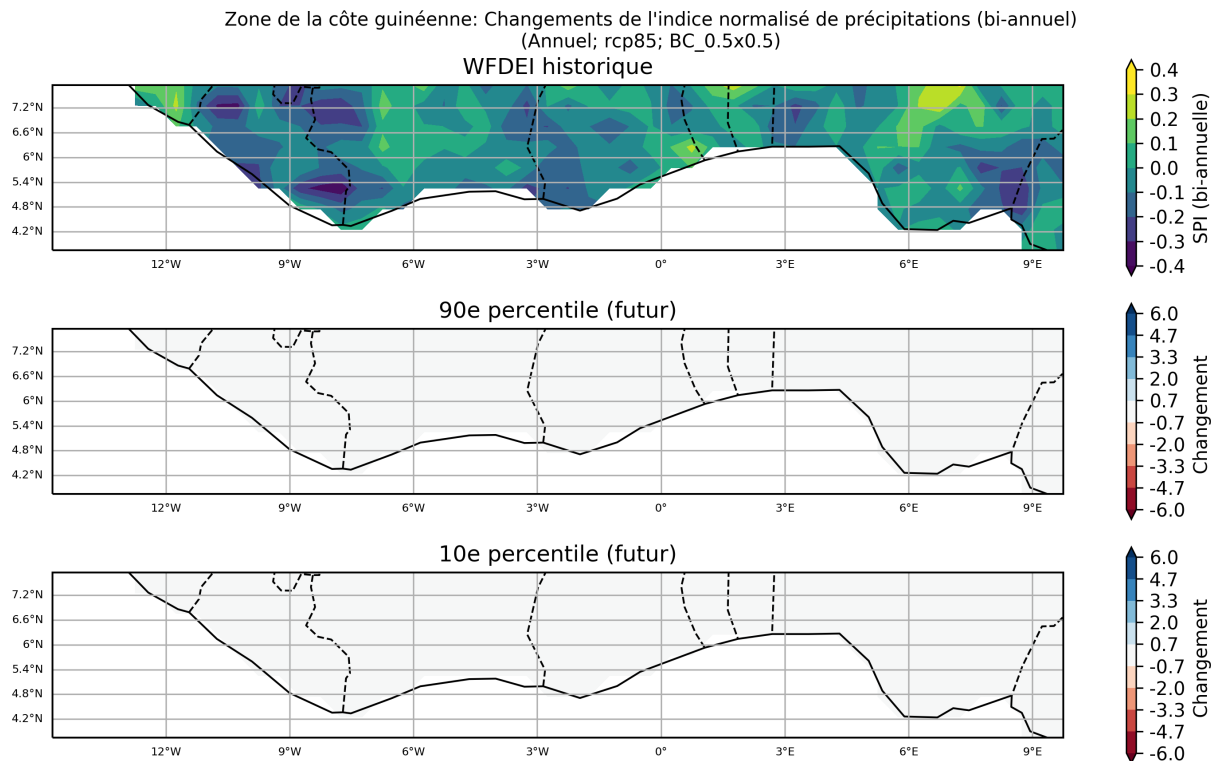 Zone de la côte guinéenne: Changements de l'indice normalisé de précipitations (bi-annuel)
(Annuel; rcp85; BC_0.5x0.5)
WFDEI historique
7.2°N
6.6°N
6°N
5.4°N
4.8°N
4.2°N
12°W 9°W 6°W 3°W 0° 3°E 6°E 9°E
0.4
0.3
0.2
0.1
0.0
-0.1
-0.2
-0.3
-0.4
SPI (bi-annuelle)
90e percentile (futur)
7.2°N
6.6°N
6°N
5.4°N
4.8°N
4.2°N
12°W 9°W 6°W 3°W 0° 3°E 6°E 9°E
6.0
4.7
3.3
2.0
0.7
-0.7
-2.0
-3.3
-4.7
-6.0
Changement
10e percentile (futur)
7.2°N
6.6°N
6°N
5.4°N
4.8°N
4.2°N
12°W 9°W 6°W 3°W 0° 3°E 6°E 9°E
6.0
4.7
3.3
2.0
0.7
-0.7
-2.0
-3.3
-4.7
-6.0
Changement